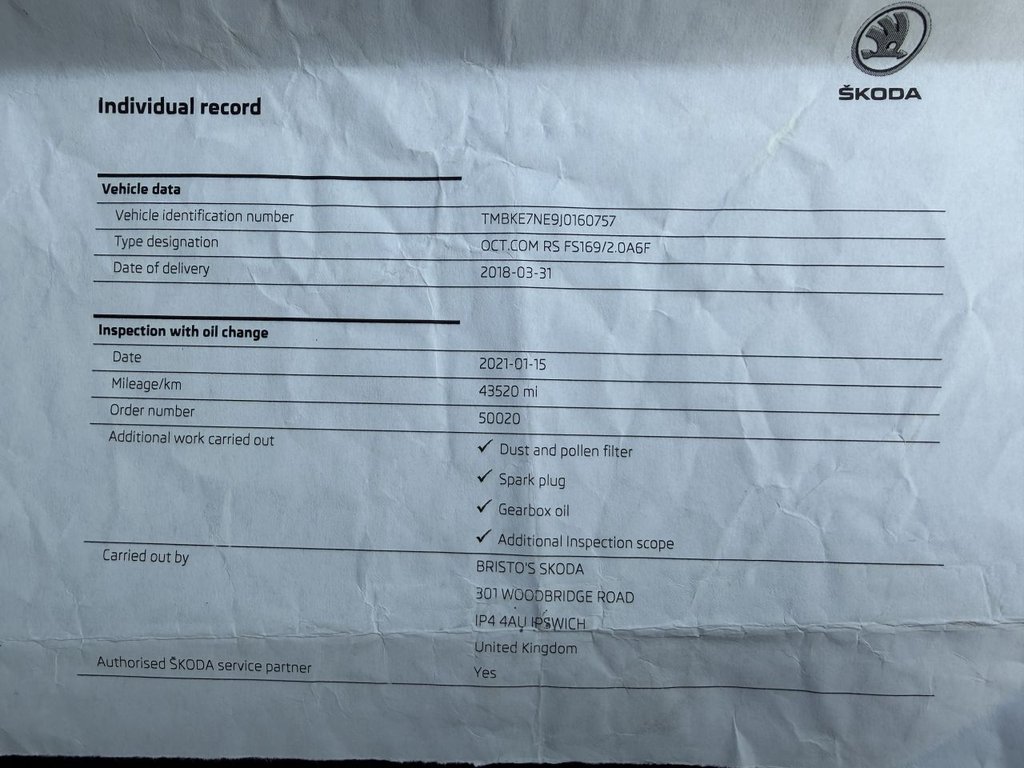 ŠKODA
Individual record
Vehicle data
Vehicle identification number TMBKE7NE9J0160757
Type designation OCT.COM RS FS169/2.0A6F
Date of delivery 2018-03-31
Inspection with oil change
Date 2021-01-15
Mileage/km 43520 mi
Order number 50020
Additional work carried out ✓ Dust and pollen filter
✓ Spark plug
✓ Gearbox oil
✓ Additional Inspection scope
Carried out by BRISTO'S SKODA
301 WOODBRIDGE ROAD
IP4 4AU IPSWICH
United Kingdom
Authorised ŠKODA service partner Yes